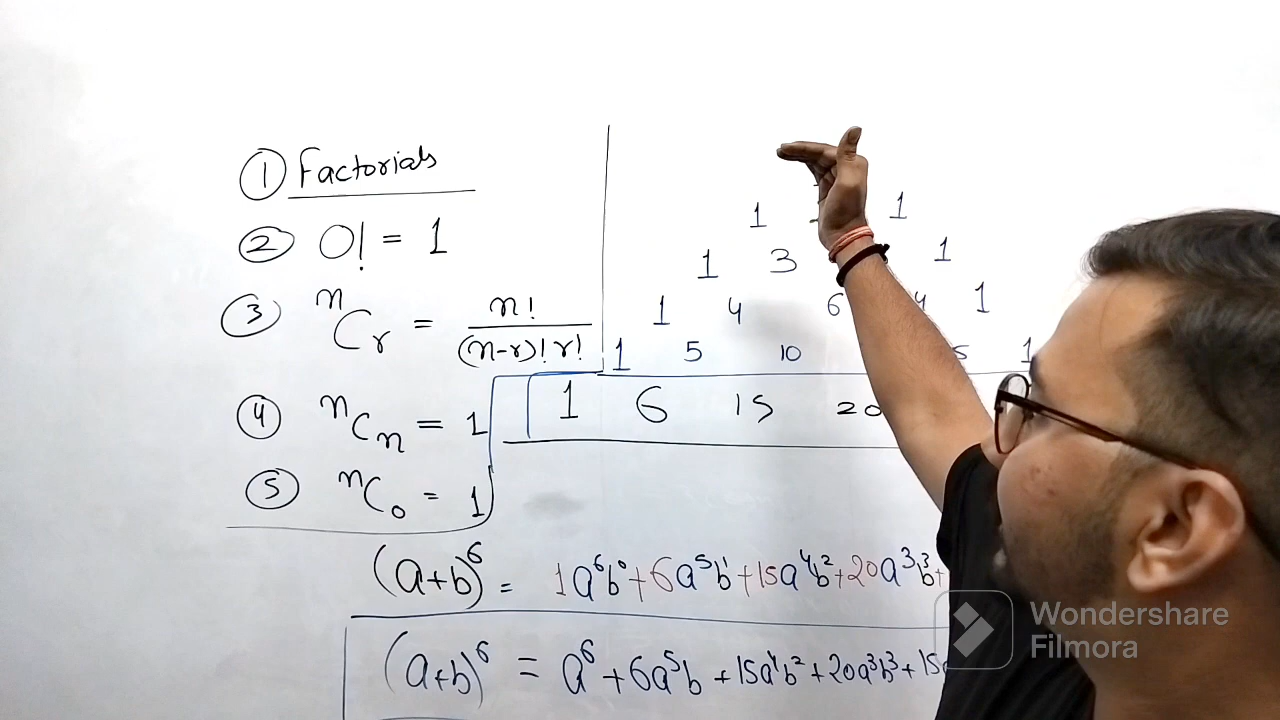 ① Factorials
② 0! = 1
③ ⁿCᵣ = n! / (n-r)! r!
④ ⁿCₙ = 1
⑤ ⁿC₀ = 1
1 1
1 3 1
1 4 6 4 1
1 5 10 5 1
1 6 15 20
(a+b)⁶ = 1a⁶b⁰+6a⁵b¹+15a⁴b²+20a³b³+
(a+b)⁶ = a⁶+6a⁵b+15a⁴b²+20a³b³+15
Wondershare
Filmora